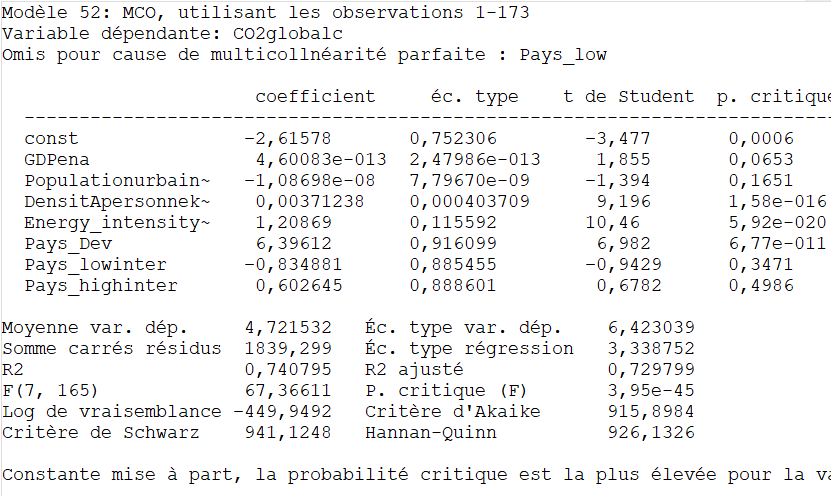 Modèle 52: MCO, utilisant les observations 1-173
Variable dépendante: CO2globalc
Omis pour cause de multicollnéarité parfaite : Pays_low
coefficient éc. type t de Student p. critique
const −2,61578 0,752306 −3,477 0,0006
GDPena 4,60083e-013 2,47986e-013 1,855 0,0653
Populationurbain~ −1,08698e-08 7,79670e-09 −1,394 0,1651
DensitApersonnek~ 0,00371238 0,000403709 9,196 1,58e-016
Energy_intensity~ 1,20869 0,115592 10,46 5,92e-020
Pays_Dev 6,39612 0,916099 6,982 6,77e-011
Pays_lowinter −0,834881 0,885455 −0,9429 0,3471
Pays_highinter 0,602645 0,888601 0,6782 0,4986
Moyenne var. dép. 4,721532 Éc. type var. dép. 6,423039
Somme carrés résidus 1839,299 Éc. type régression 3,338752
R2 0,740795 R2 ajusté 0,729799
F(7, 165) 67,36611 P. critique (F) 3,95e-45
Log de vraisemblance −449,9492 Critère d'Akaike 915,8984
Critère de Schwarz 941,1248 Hannan-Quinn 926,1326
Constante mise à part, la probabilité critique est la plus élevée pour la